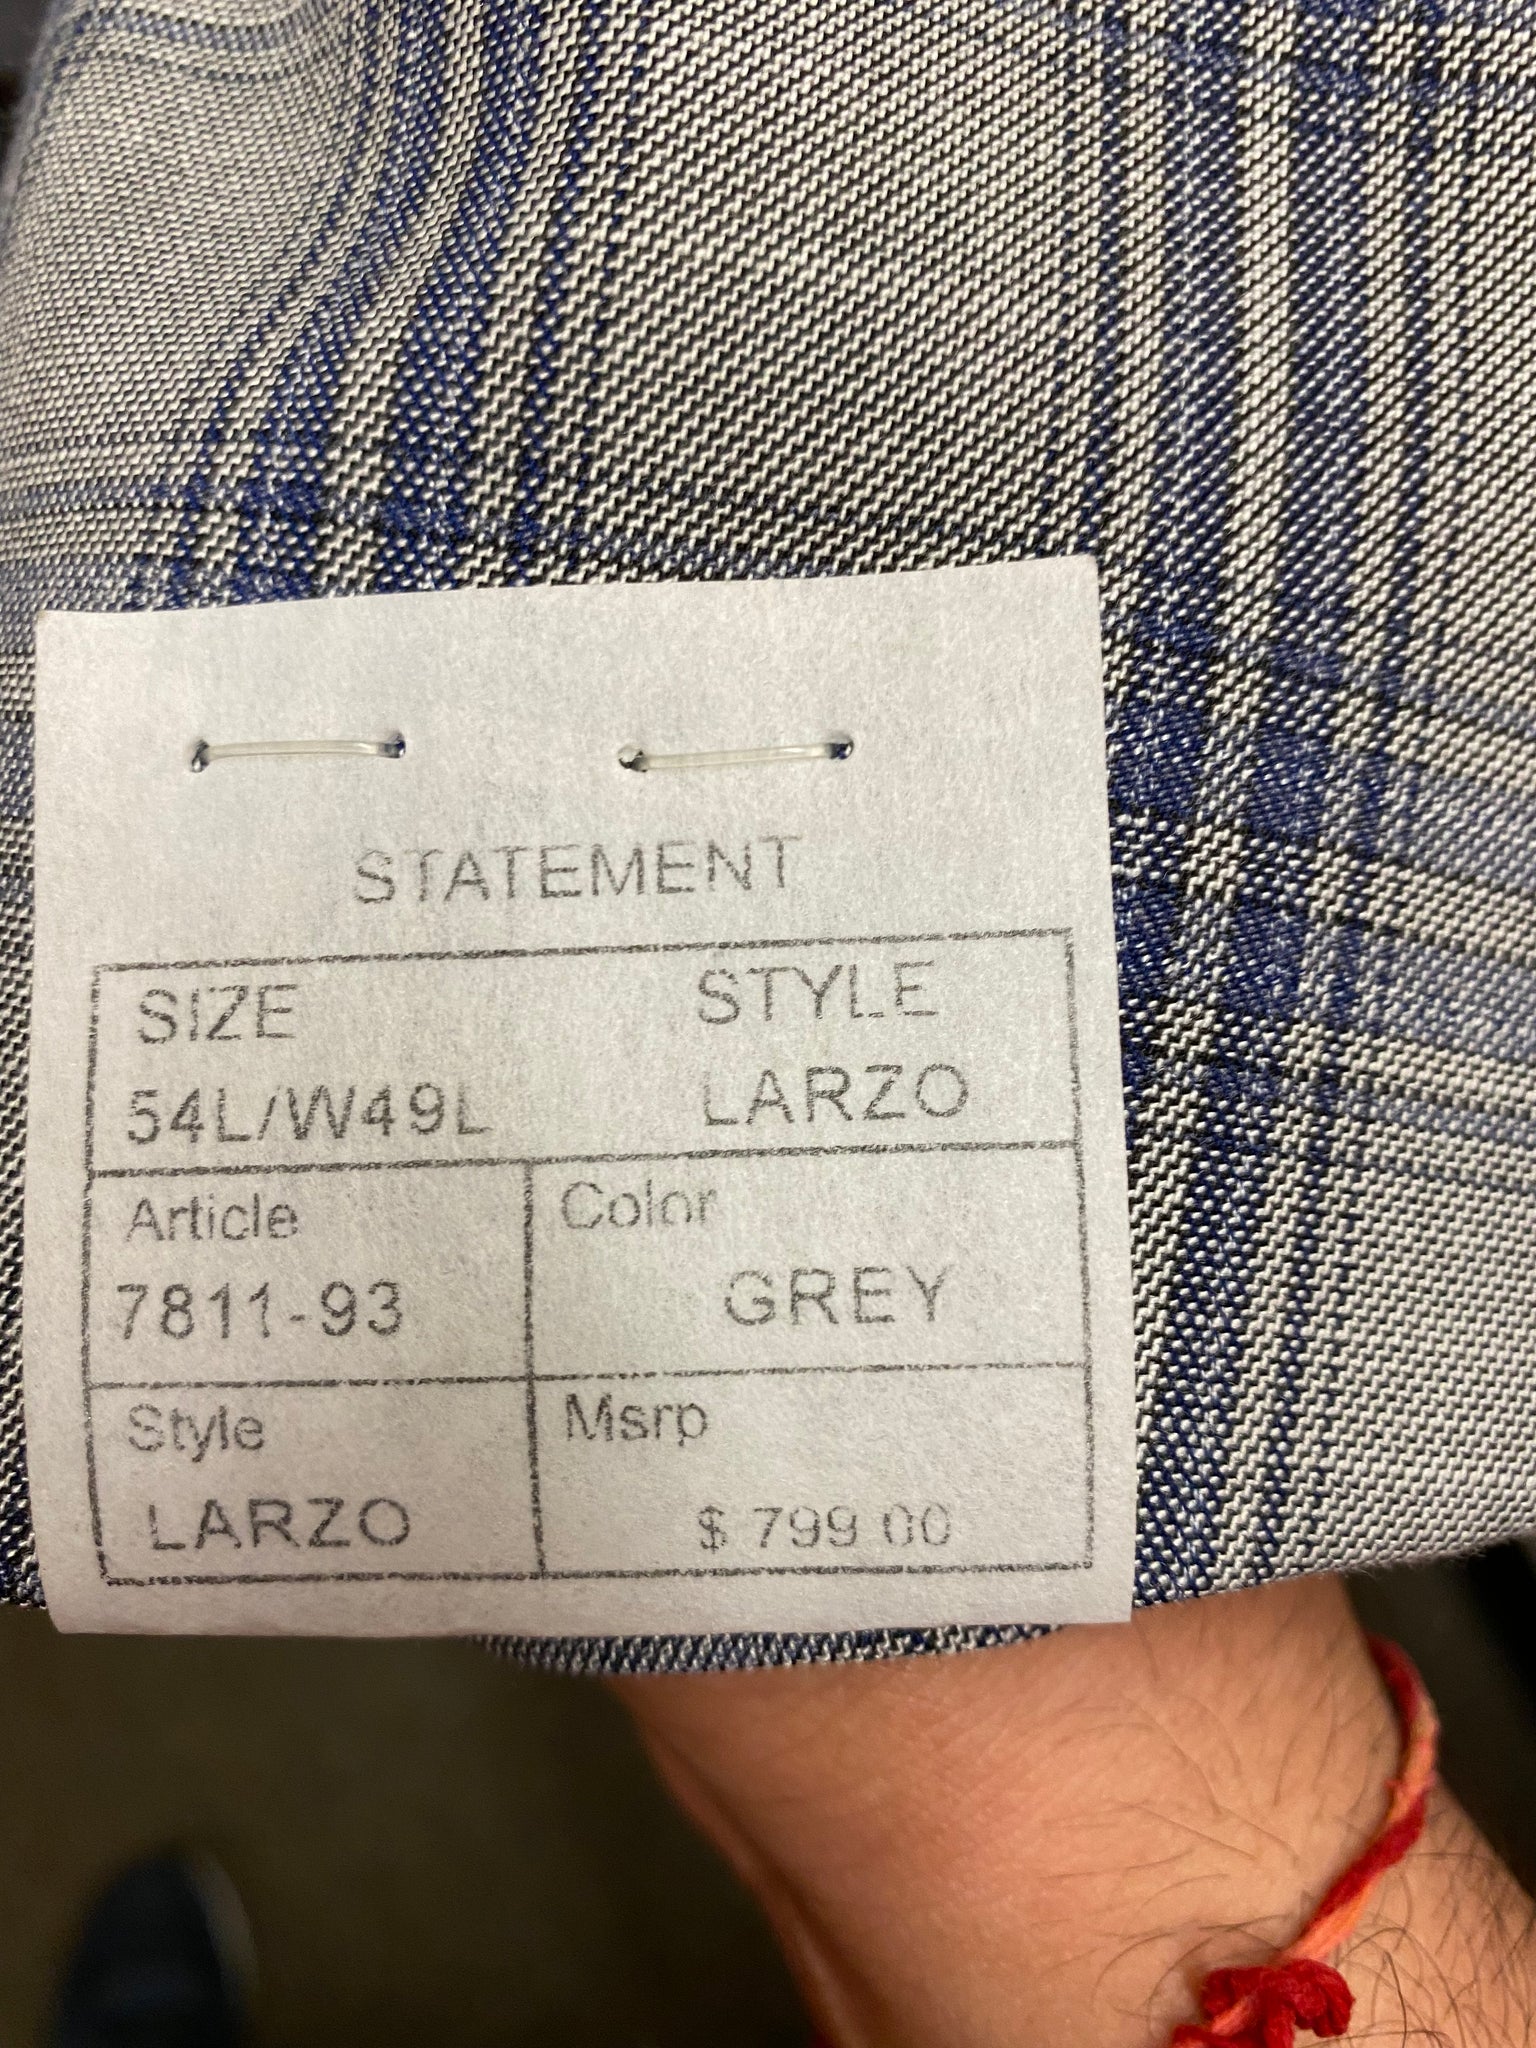 STATEMENT
SIZE STYLE
54L/W49L LARZO
Article Color
7811-93 GREY
Style Msrp
LARZO $ 799 00